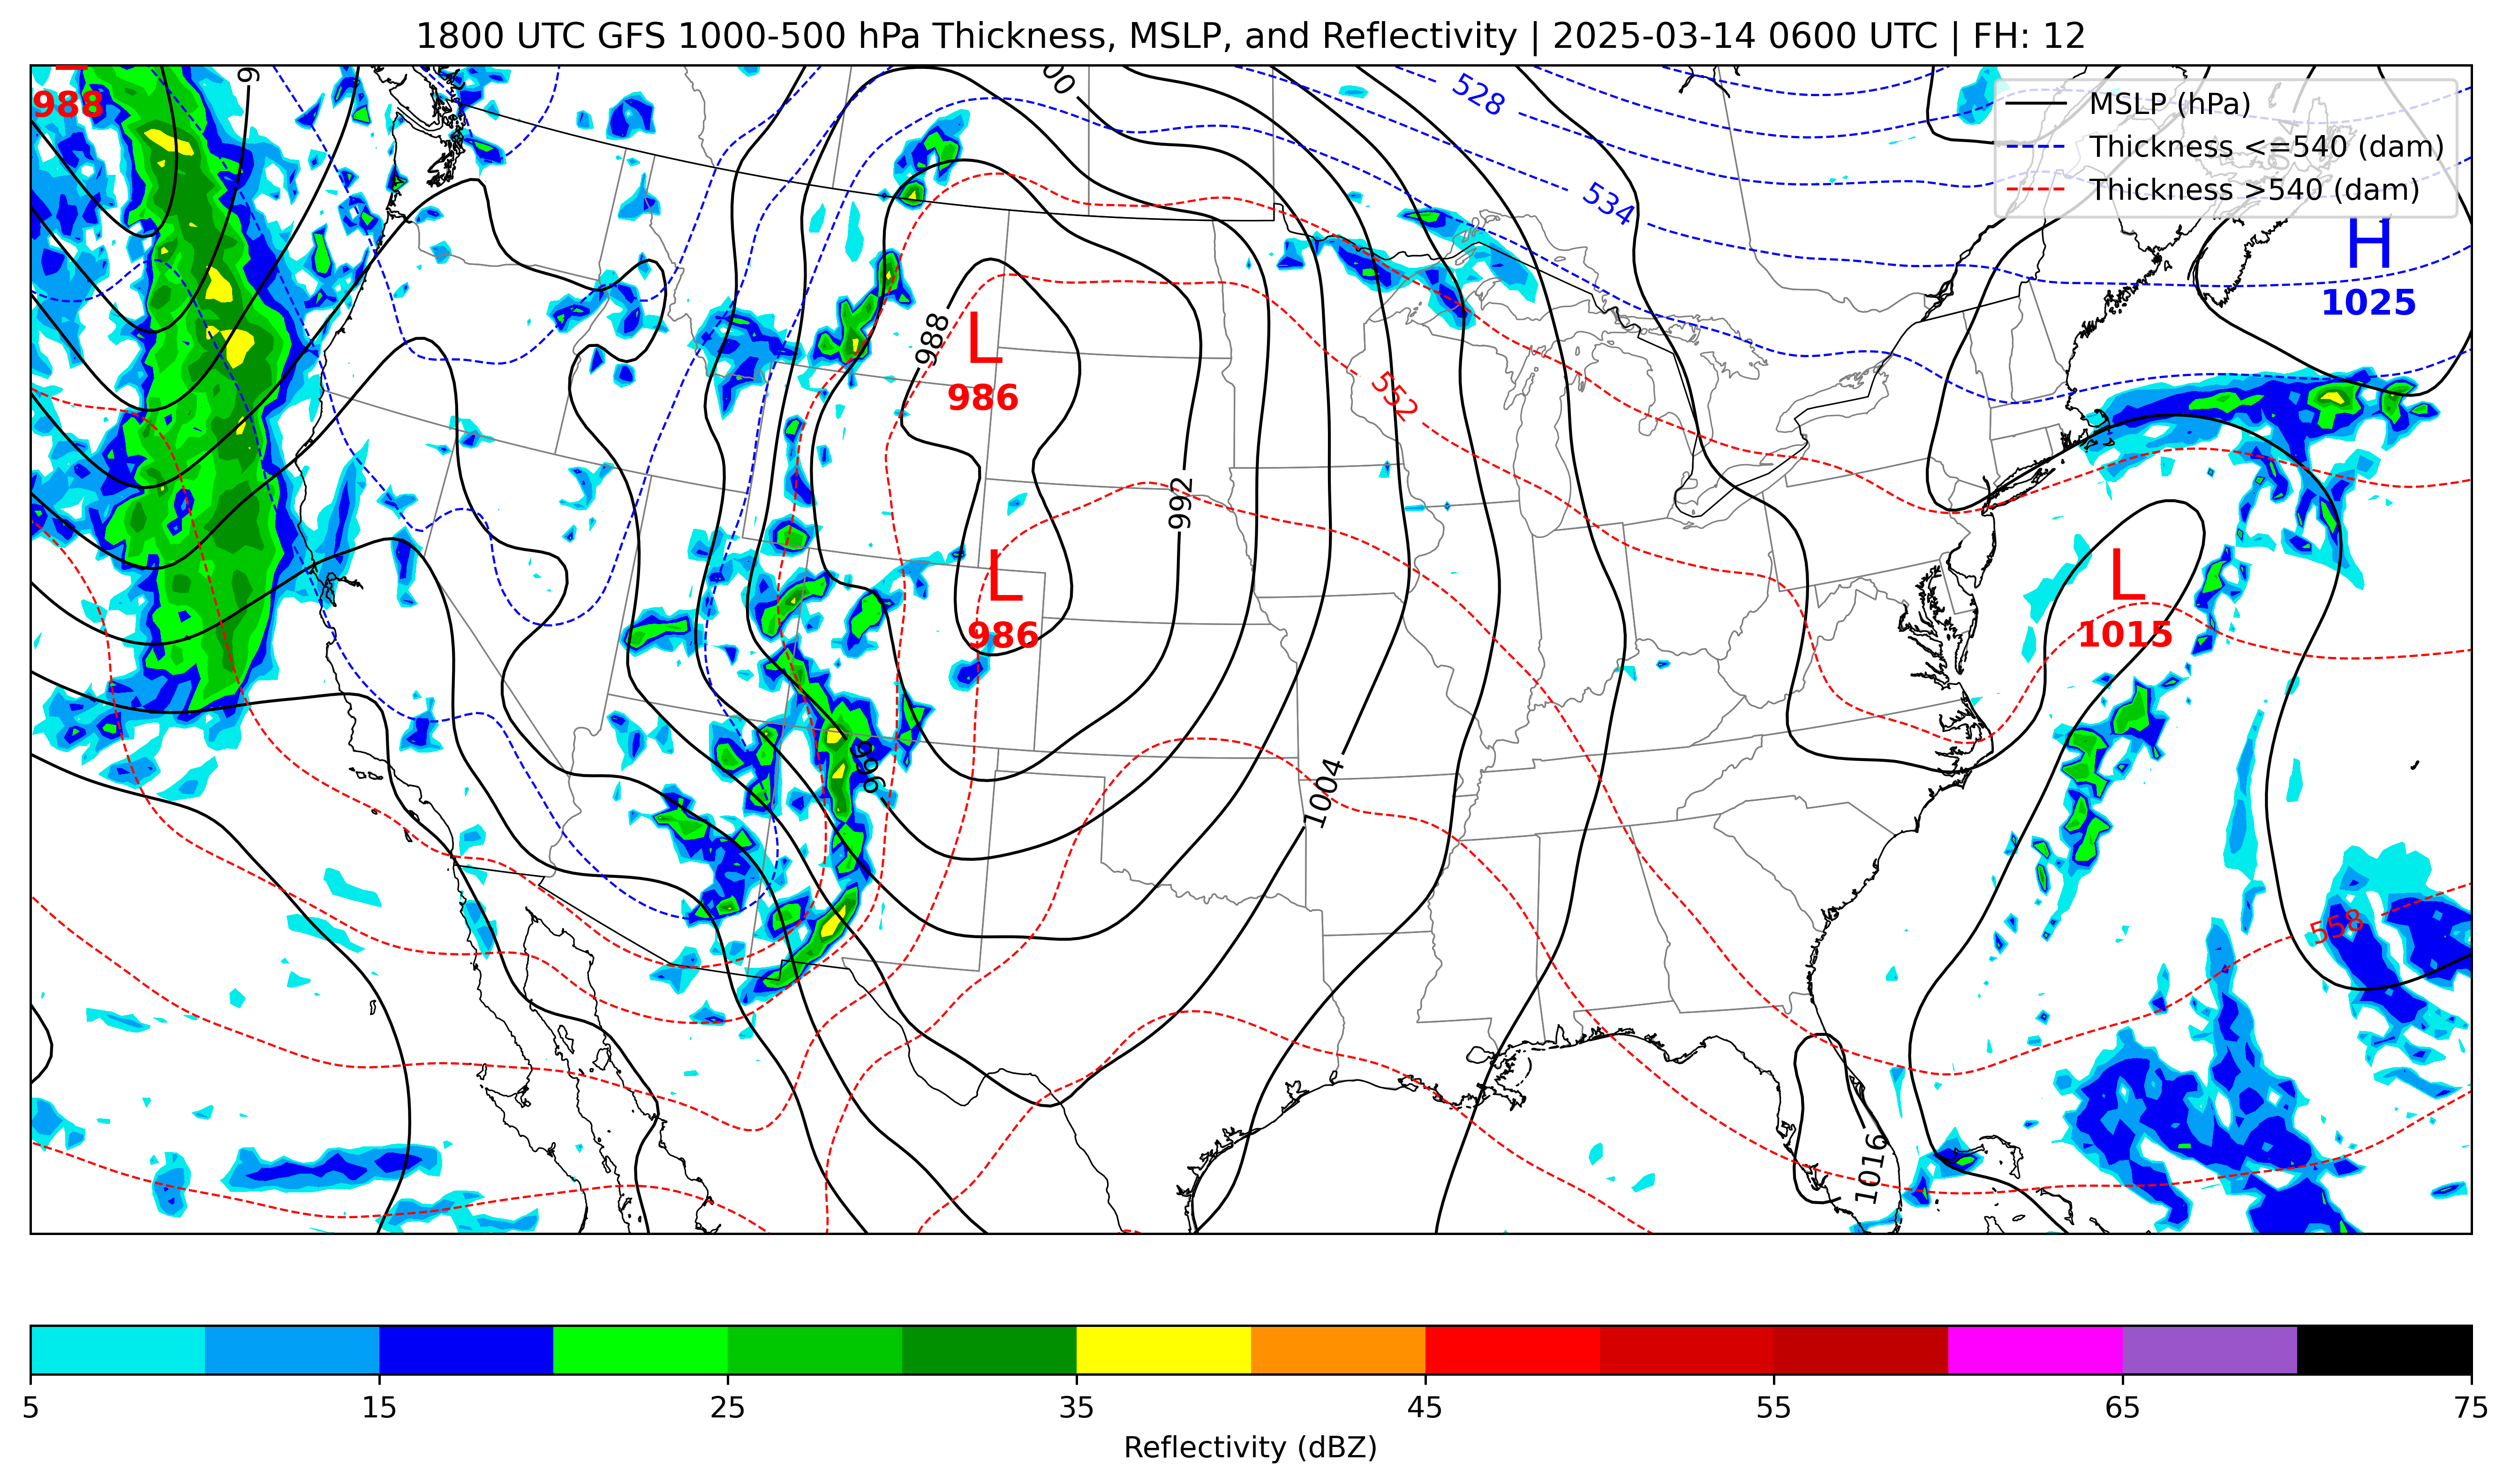 1800 UTC GFS 1000-500 hPa Thickness, MSLP, and Reflectivity | 2025-03-14 0600 UTC | FH: 12
988
9
00
528
MSLP (hPa)
Thickness <=540 (dam)
Thickness >540 (dam)
534
H
1025
988
L
986
552
992
L
986
L
1015
996
1004
558
1016
5
15
25
35
45
55
65
75
Reflectivity (dBZ)